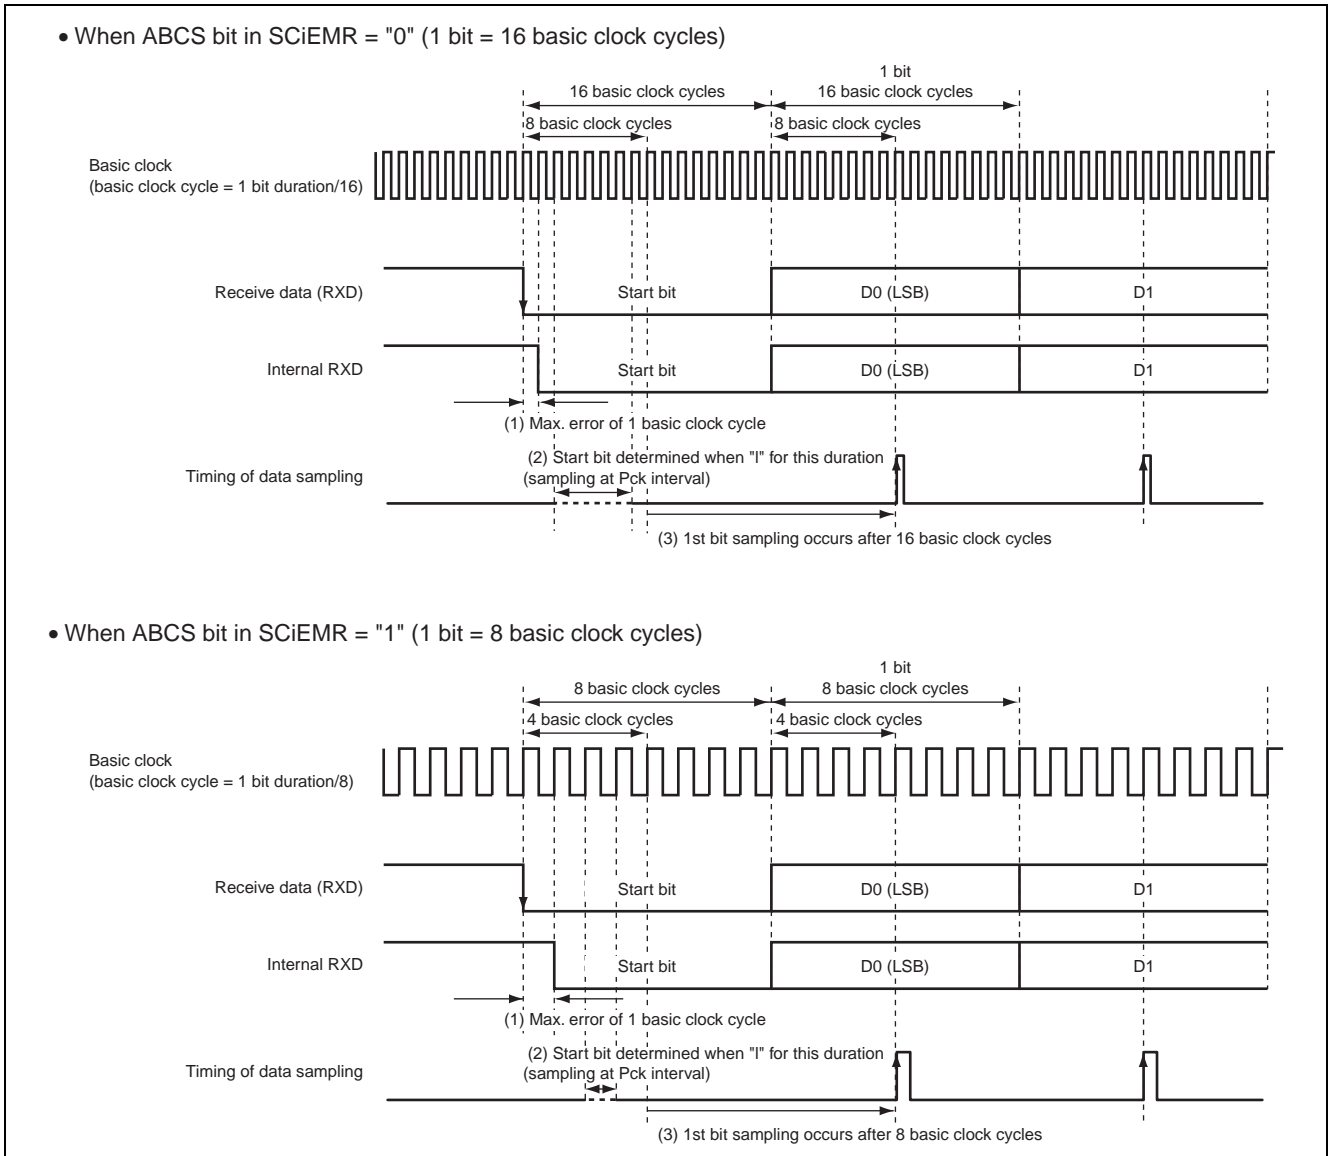 • When ABCS bit in SCiEMR = "0" (1 bit = 16 basic clock cycles)
1 bit
16 basic clock cycles
16 basic clock cycles
8 basic clock cycles
8 basic clock cycles
Basic clock
(basic clock cycle = 1 bit duration/16)
Receive data (RXD)
Start bit
D0 (LSB)
D1
Internal RXD
Start bit
D0 (LSB)
D1
(1) Max. error of 1 basic clock cycle
Timing of data sampling
(2) Start bit determined when "l" for this duration
(sampling at Pck interval)
(3) 1st bit sampling occurs after 16 basic clock cycles
• When ABCS bit in SCiEMR = "1" (1 bit = 8 basic clock cycles)
1 bit
8 basic clock cycles
8 basic clock cycles
4 basic clock cycles
4 basic clock cycles
Basic clock
(basic clock cycle = 1 bit duration/8)
Receive data (RXD)
Start bit
D0 (LSB)
D1
Internal RXD
Start bit
D0 (LSB)
D1
(1) Max. error of 1 basic clock cycle
Timing of data sampling
(2) Start bit determined when "l" for this duration
(sampling at Pck interval)
(3) 1st bit sampling occurs after 8 basic clock cycles